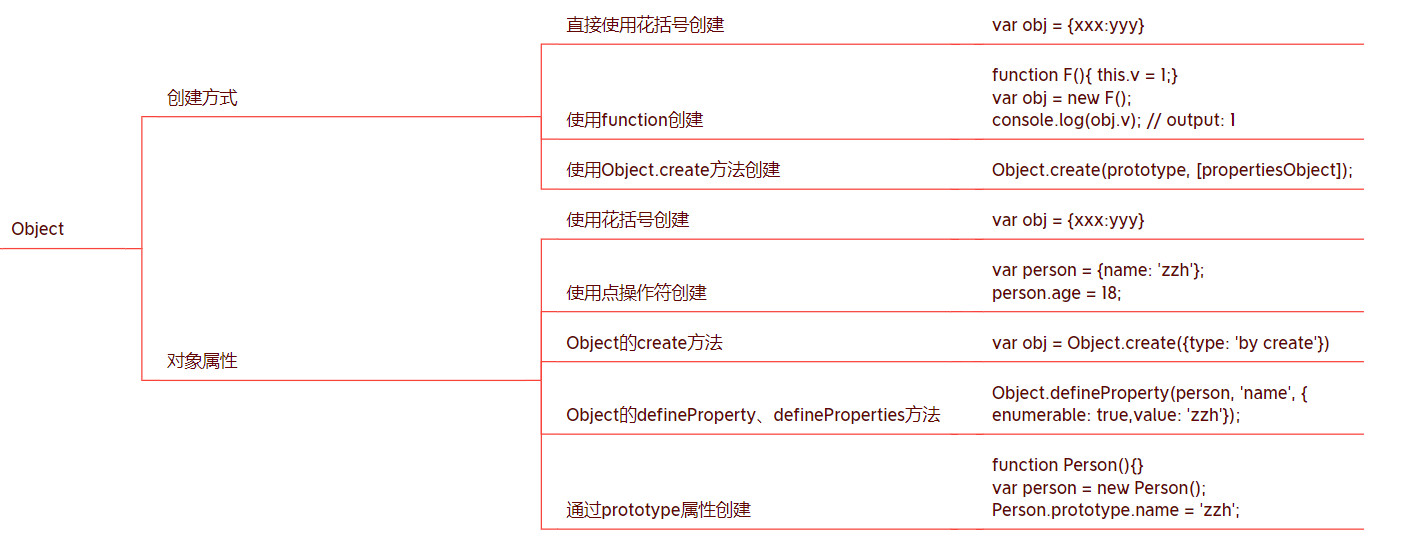 Object
创建方式
直接使用花括号创建
var obj = {xxx:yyy}
使用function创建
function F(){ this.v = 1;}
var obj = new F();
console.log(obj.v); // output: 1
使用Object.create方法创建
Object.create(prototype, [propertiesObject]);
对象属性
使用花括号创建
var obj = {xxx:yyy}
使用点操作符创建
var person = {name: 'zzh'};
person.age = 18;
Object的create方法
var obj = Object.create({type: 'by create'})
Object的defineProperty、defineProperties方法
Object.defineProperty(person, 'name', {
enumerable: true,value: 'zzh'});
通过prototype属性创建
function Person(){}
var person = new Person();
Person.prototype.name = 'zzh';